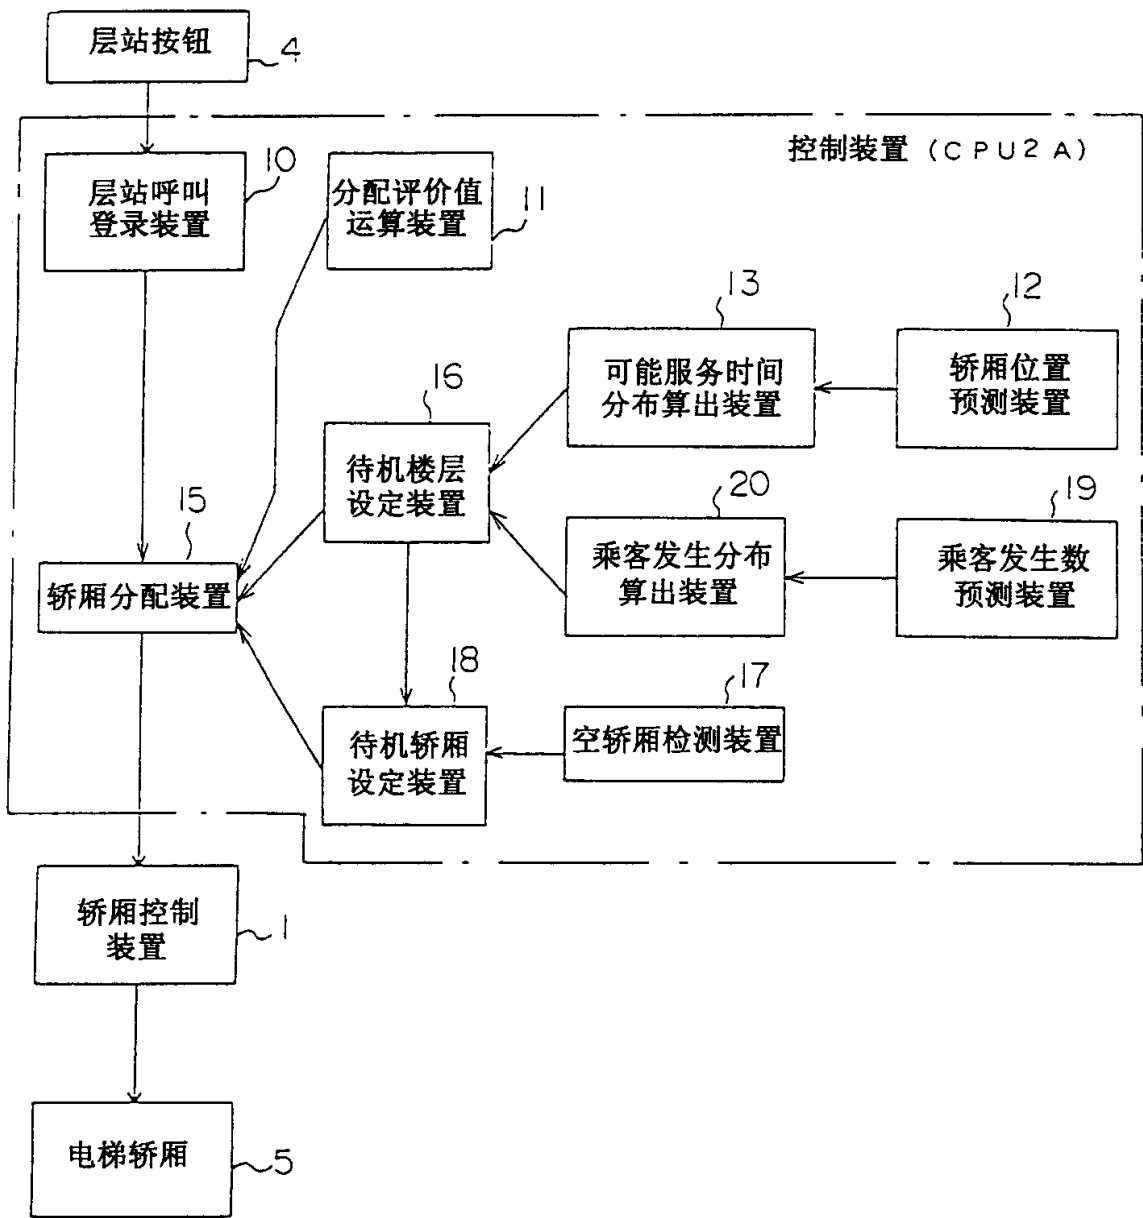 层站按钮
4
控制装置 (CPU2A)
层站呼叫
登录装置
10
分配评价值
运算装置
11
13
12
可能服务时间
分布算出装置
轿厢位置
预测装置
16
待机楼层
设定装置
15
轿厢分配装置
20
19
乘客发生分布
算出装置
乘客发生数
预测装置
18
待机轿厢
设定装置
17
空轿厢检测装置
轿厢控制
装置
1
电梯轿厢
5